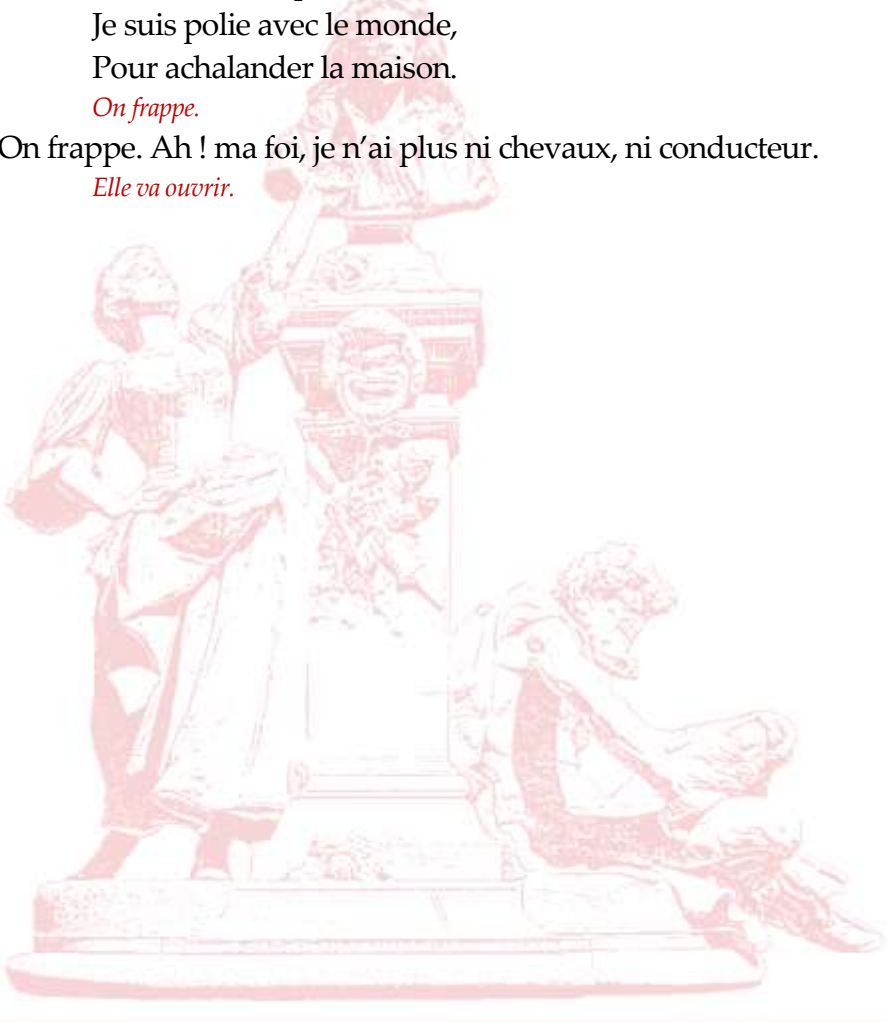 Je suis polie avec le monde,
Pour achalander la maison.
On frappe.
On frappe. Ah ! ma foi, je n’ai plus ni chevaux, ni conducteur.
Elle va ouvrir.